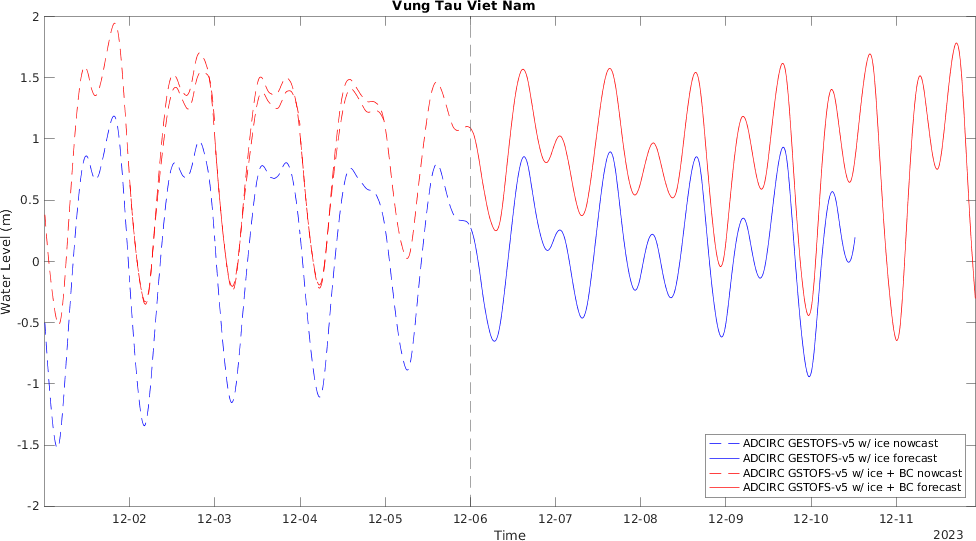 Vung Tau Viet Nam
2
1.5
1
0.5
0
-0.5
-1
-1.5
-2
Water Level (m)
ADCIRC GESTOFS-v5 w/ ice nowcast
ADCIRC GESTOFS-v5 w/ ice forecast
ADCIRC GSTOFS-v5 w/ ice + BC nowcast
ADCIRC GSTOFS-v5 w/ ice + BC forecast
12-02 12-03 12-04 12-05 12-06 12-07 12-08 12-09 12-10 12-11
Time
2023